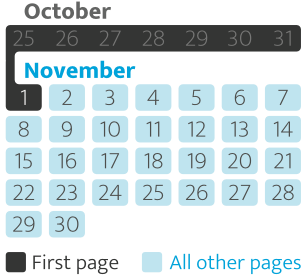 October
25 26 27 28 29 30 31
November
1 2 3 4 5 6 7
8 9 10 11 12 13 14
15 16 17 18 19 20 21
22 23 24 25 26 27 28
29 30
First page All other pages